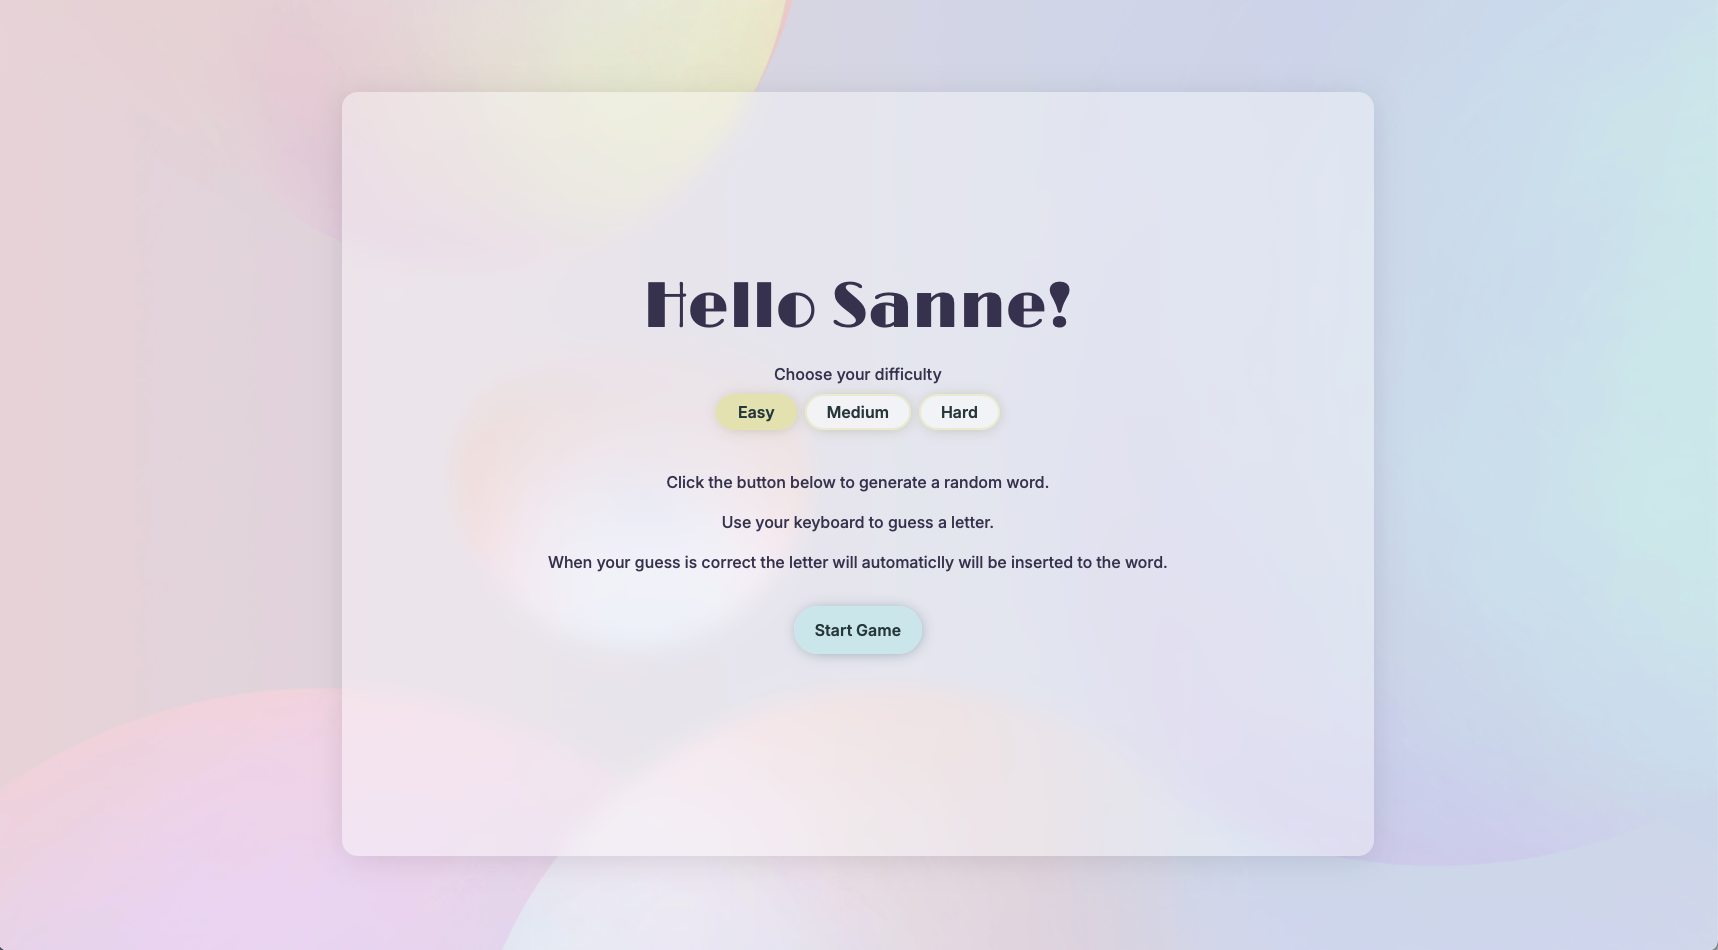 Hello Sanne!
Choose your difficulty
Easy Medium Hard
Click the button below to generate a random word.
Use your keyboard to guess a letter.
When your guess is correct the letter will automaticlly will be inserted to the word.
Start Game